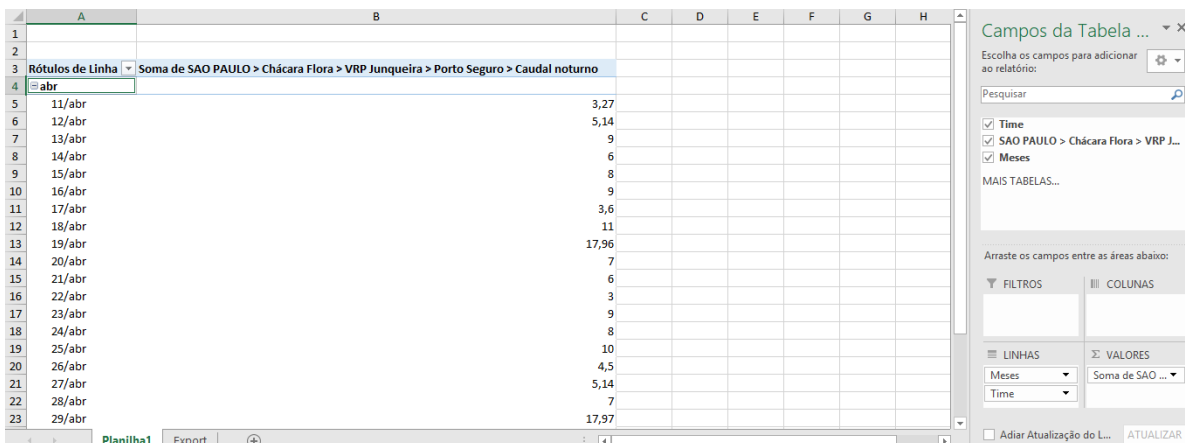 A B C D E F G H
1
2
3 Rótulos de Linha Soma de SAO PAULO > Chácara Flora > VRP Junqueira > Porto Seguro > Caudal noturno
4 abr
5 11/abr 3,27
6 12/abr 5,14
7 13/abr 9
8 14/abr 6
9 15/abr 8
10 16/abr 9
11 17/abr 3,6
12 18/abr 11
13 19/abr 17,96
14 20/abr 7
15 21/abr 6
16 22/abr 3
17 23/abr 9
18 24/abr 8
19 25/abr 10
20 26/abr 4,5
21 27/abr 5,14
22 28/abr 7
23 29/abr 17,97
Planilha1 Export
Campos da Tabela ...
Escolha os campos para adicionar
ao relatório:
Pesquisar
Time
SAO PAULO > Chácara Flora > VRP J...
Meses
MAIS TABELAS...
Arraste os campos entre as áreas abaixo:
FILTROS COLUNAS
LINHAS Σ VALORES
Meses Soma de SAO ...
Time
Adiar Atualização do L... ATUALIZAR